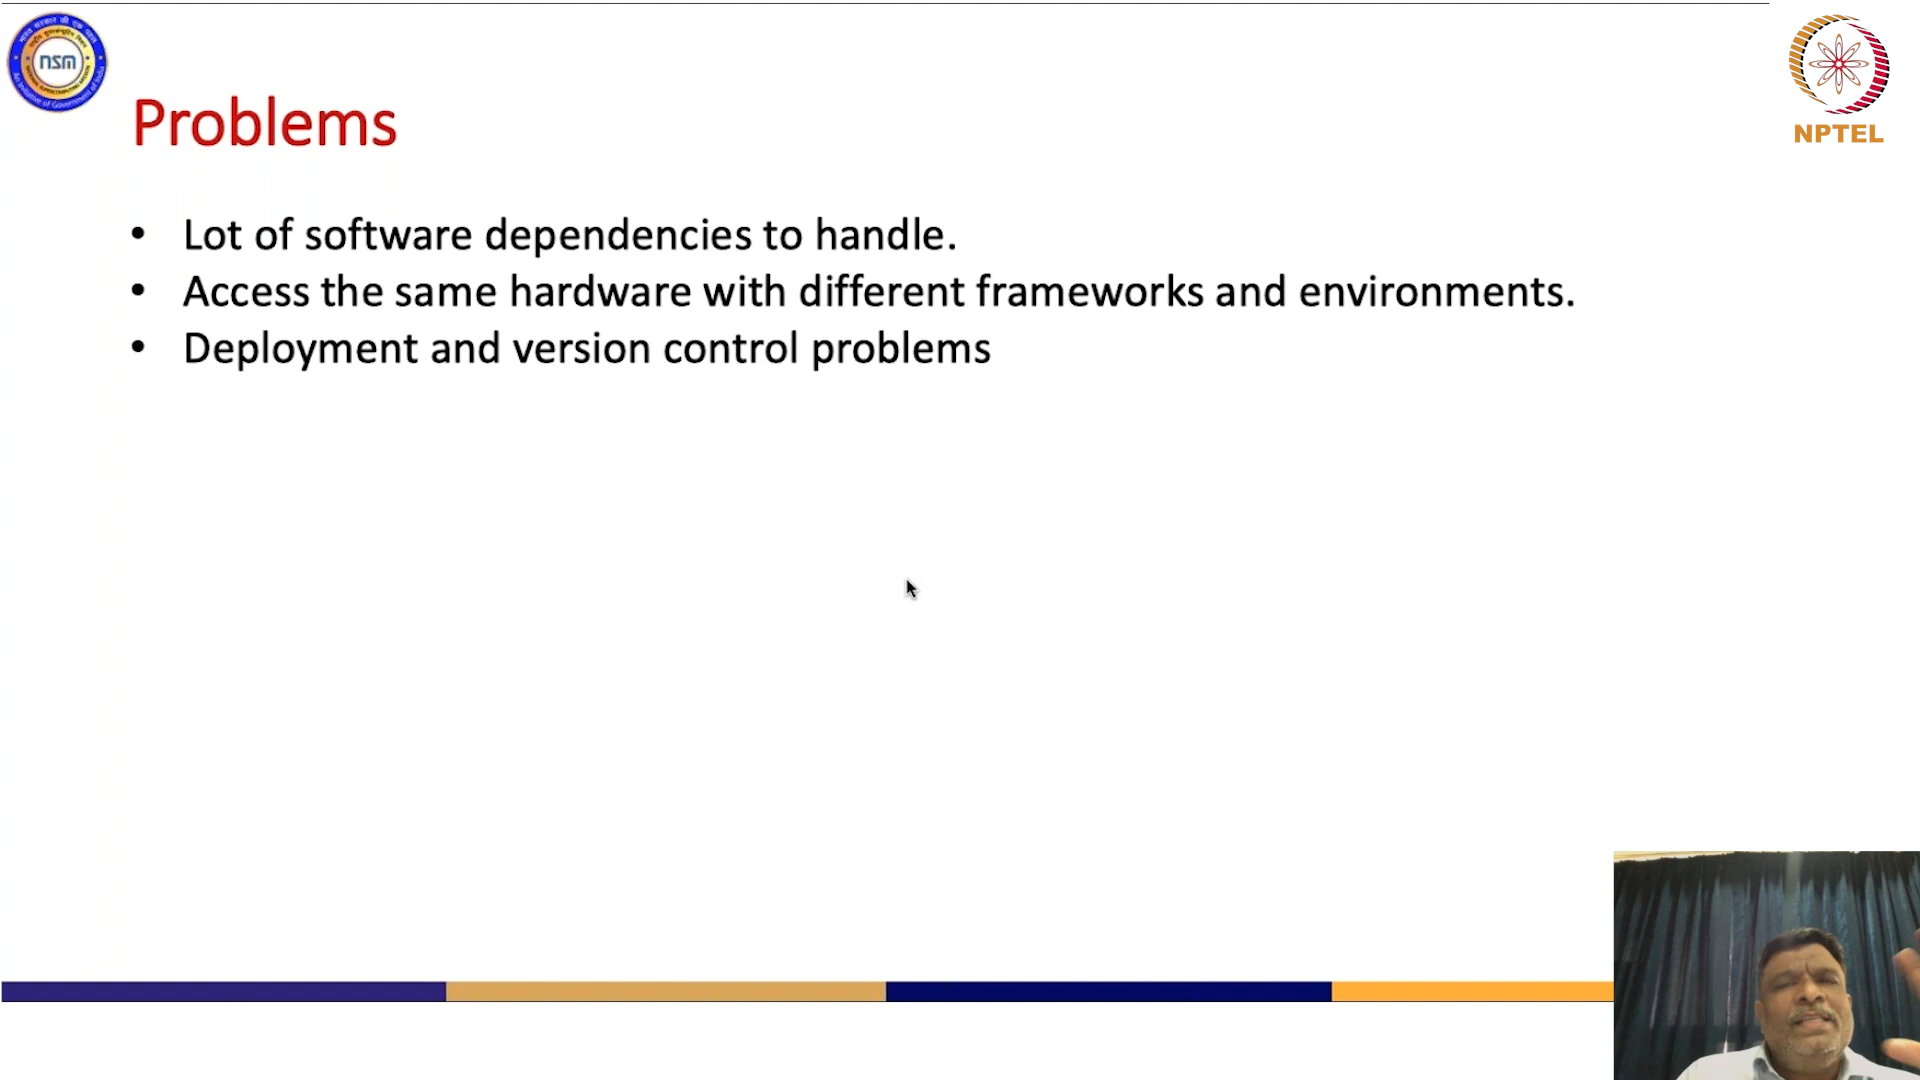 nsm
NPTEL
Problems
• Lot of software dependencies to handle.
• Access the same hardware with different frameworks and environments.
• Deployment and version control problems